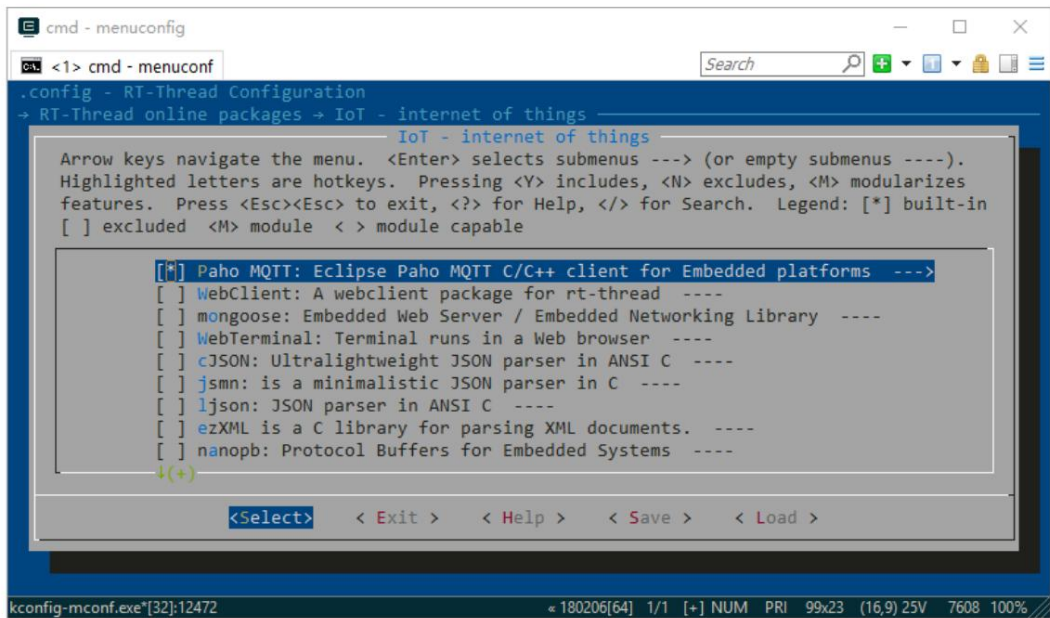 cmd - menuconfig
<1> cmd - menuconf
Search
.config - RT-Thread Configuration
→ RT-Thread online packages → IoT - internet of things
IoT - internet of things
Arrow keys navigate the menu.  <Enter> selects submenus ---> (or empty submenus ----).
Highlighted letters are hotkeys.  Pressing <Y> includes, <N> excludes, <M> modularizes
features.  Press <Esc><Esc> to exit, <?> for Help, </> for Search.  Legend: [*] built-in
[ ] excluded  <M> module  < > module capable
[*] Paho MQTT: Eclipse Paho MQTT C/C++ client for Embedded platforms  --->
[ ] WebClient: A webclient package for rt-thread  ----
[ ] mongoose: Embedded Web Server / Embedded Networking Library  ----
[ ] WebTerminal: Terminal runs in a Web browser  ----
[ ] cJSON: Ultralightweight JSON parser in ANSI C  ----
[ ] jsmn: is a minimalistic JSON parser in C  ----
[ ] ljson: JSON parser in ANSI C  ----
[ ] ezXML is a C library for parsing XML documents.  ----
[ ] nanopb: Protocol Buffers for Embedded Systems  ----
↓(+)
<Select>    < Exit >    < Help >    < Save >    < Load >
kconfig-mconf.exe*[32]:12472    « 180206[64]  1/1  [+] NUM  PRI  99x23  (16,9) 25V  7608  100%